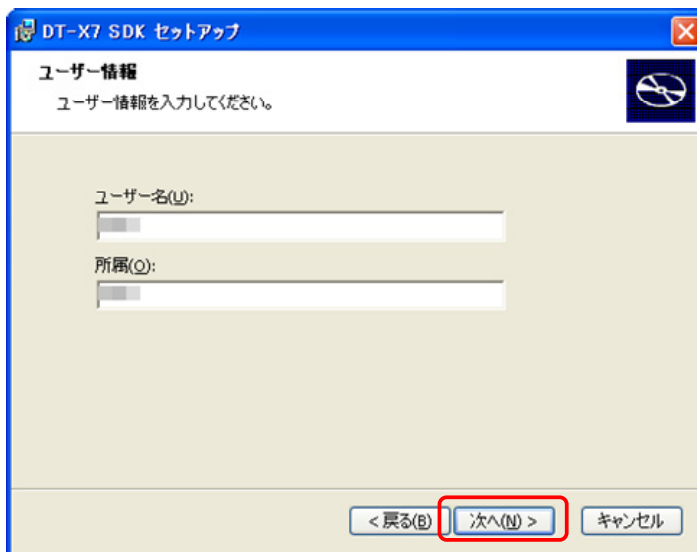 DT-X7 SDK セットアップ
ユーザー情報
ユーザー情報を入力してください。
ユーザー名(U):
所属(O):
< 戻る(B)
次へ(N) >
キャンセル